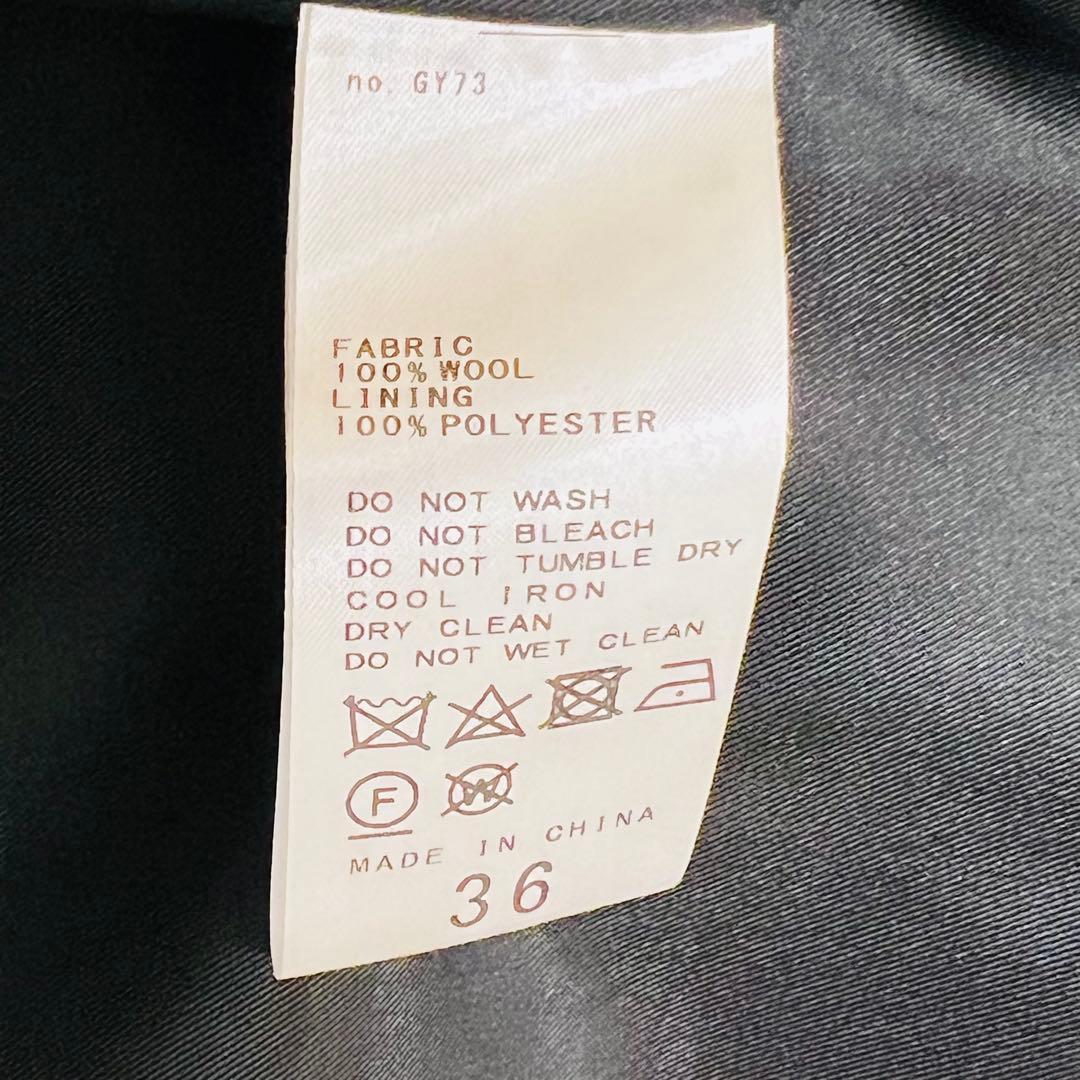 no. GY73
FABRIC
100% WOOL
LINING
100% POLYESTER
DO NOT WASH
DO NOT BLEACH
DO NOT TUMBLE DRY
COOL IRON
DRY CLEAN
DO NOT WET CLEAN
F W
MADE IN CHINA
36